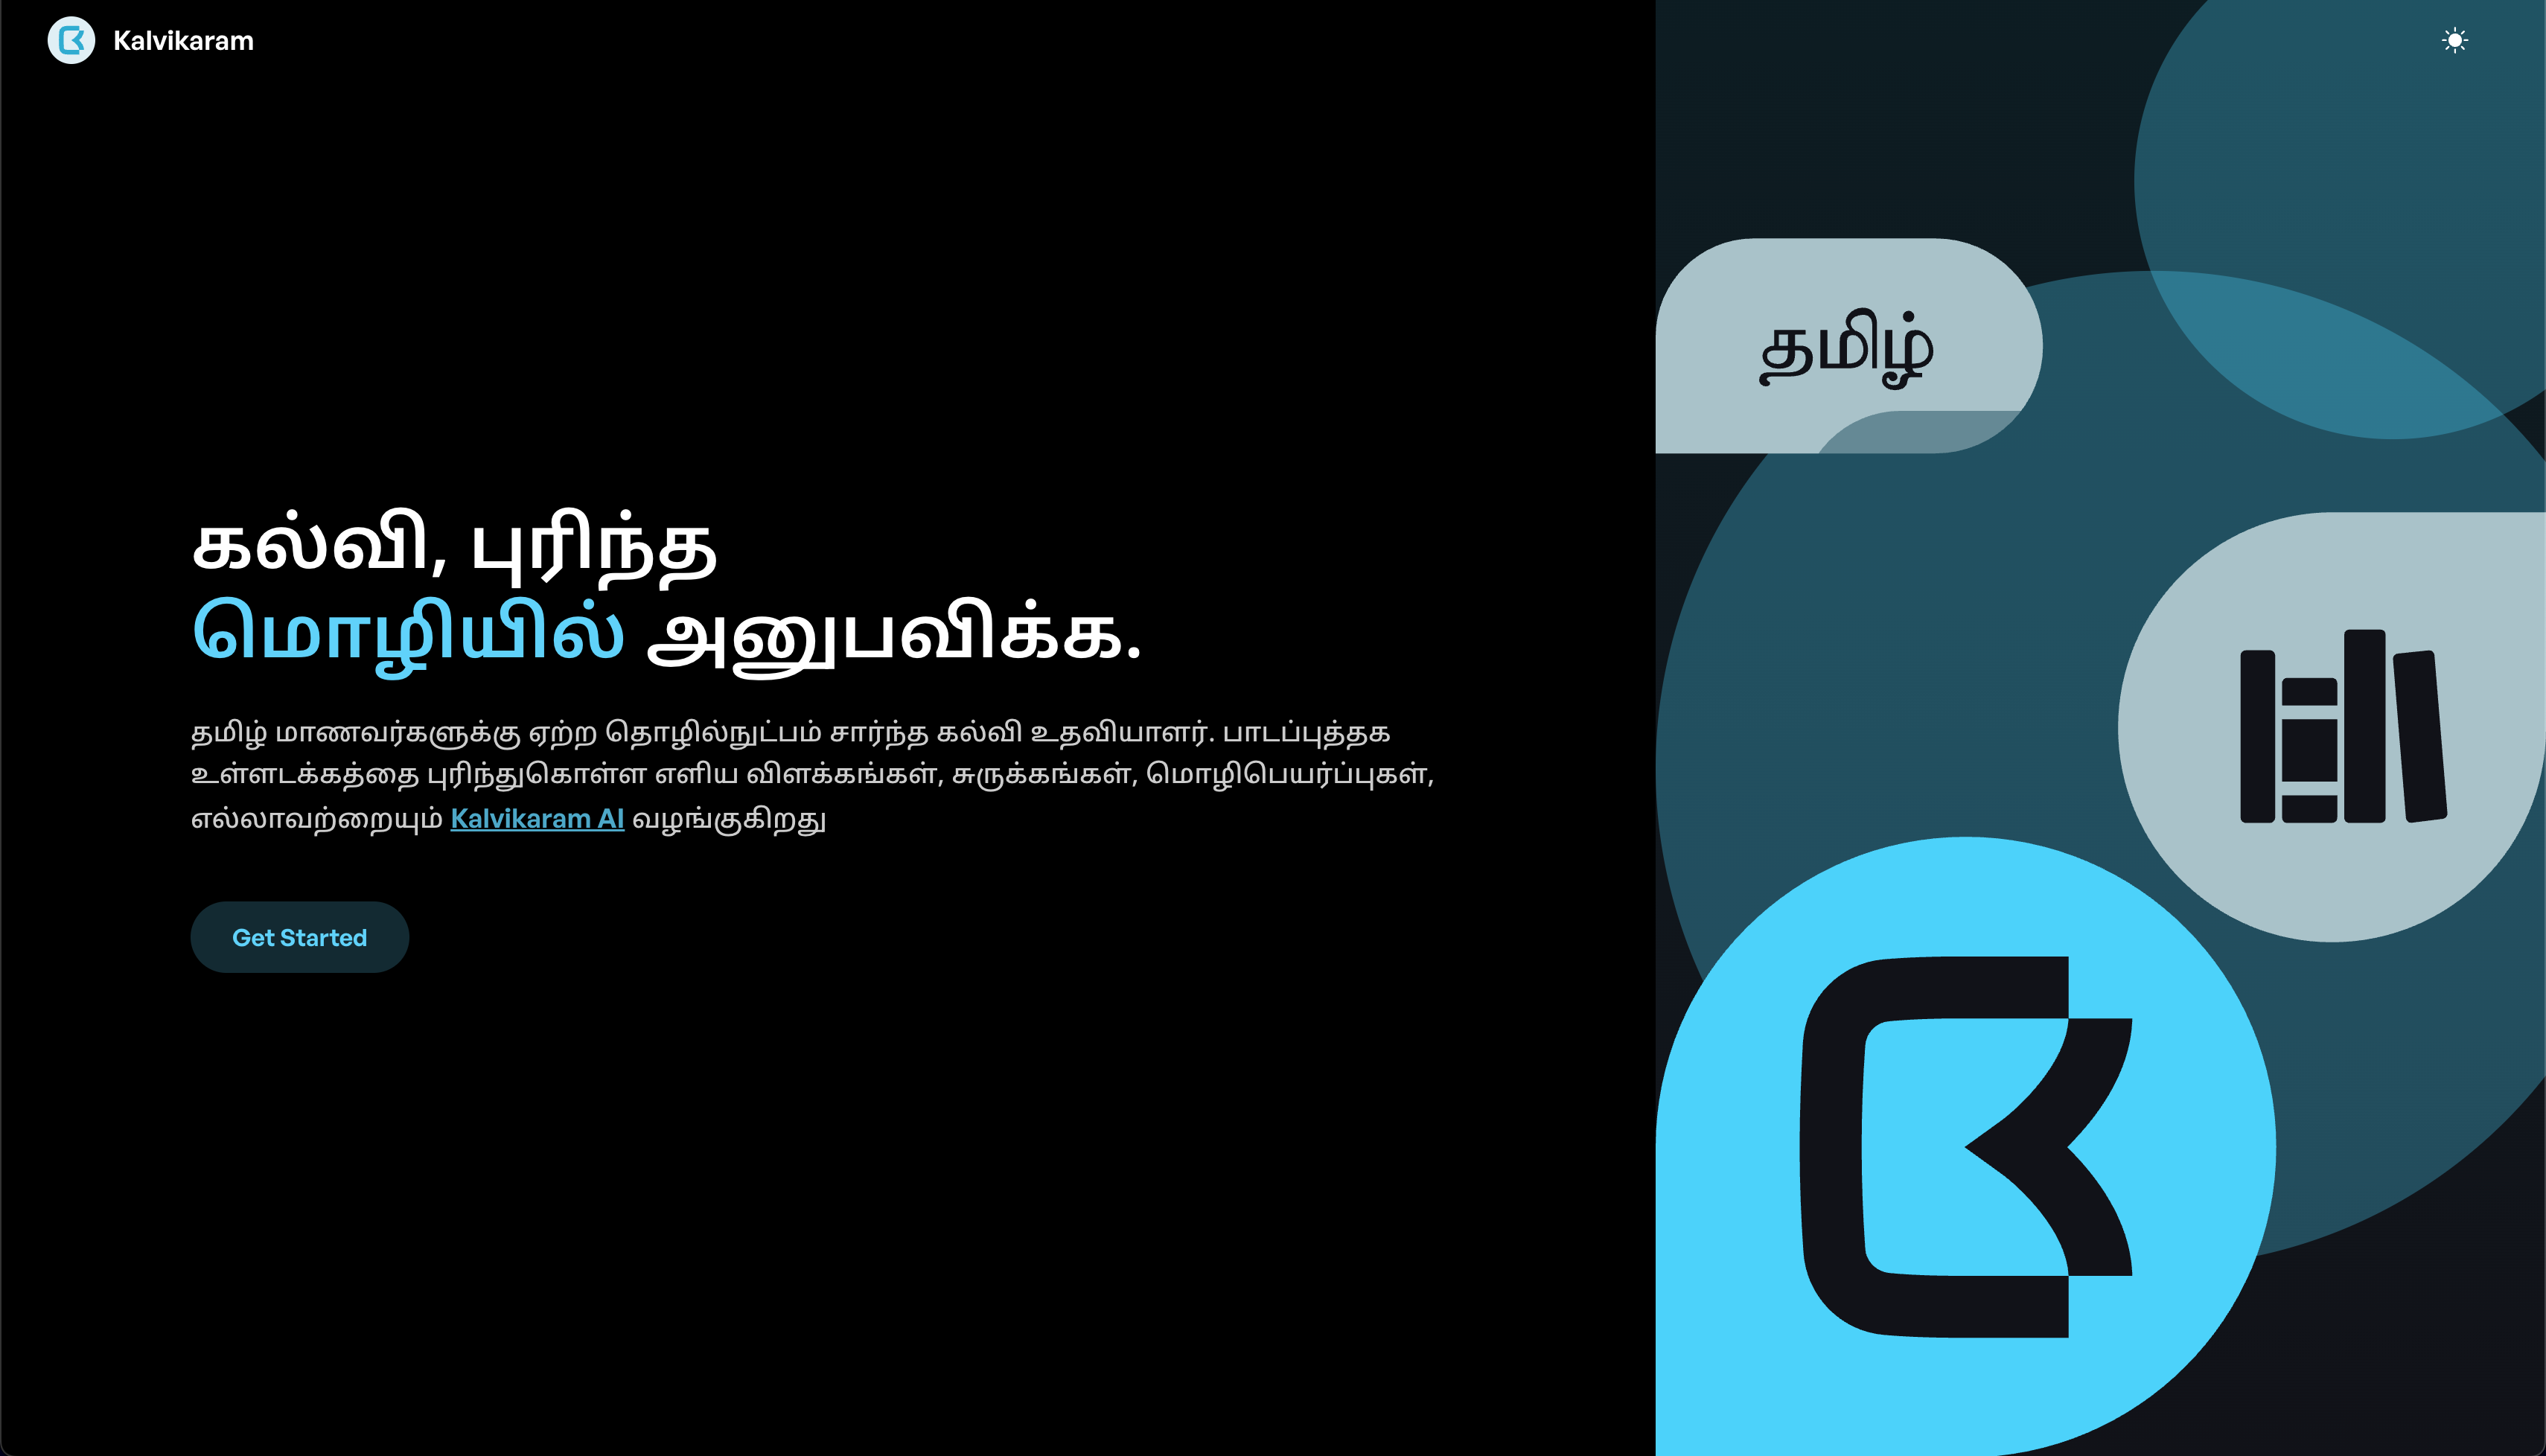 Kalvikaram
தமிழ்
கல்வி, புரிந்த
மொழியில் அனுபவிக்க.
தமிழ் மாணவர்களுக்கு ஏற்ற தொழில்நுட்பம் சார்ந்த கல்வி உதவியாளர். பாடப்புத்தக
உள்ளடக்கத்தை புரிந்துகொள்ள எளிய விளக்கங்கள், சுருக்கங்கள், மொழிபெயர்ப்புகள்,
எல்லாவற்றையும் Kalvikaram AI வழங்குகிறது
Get Started